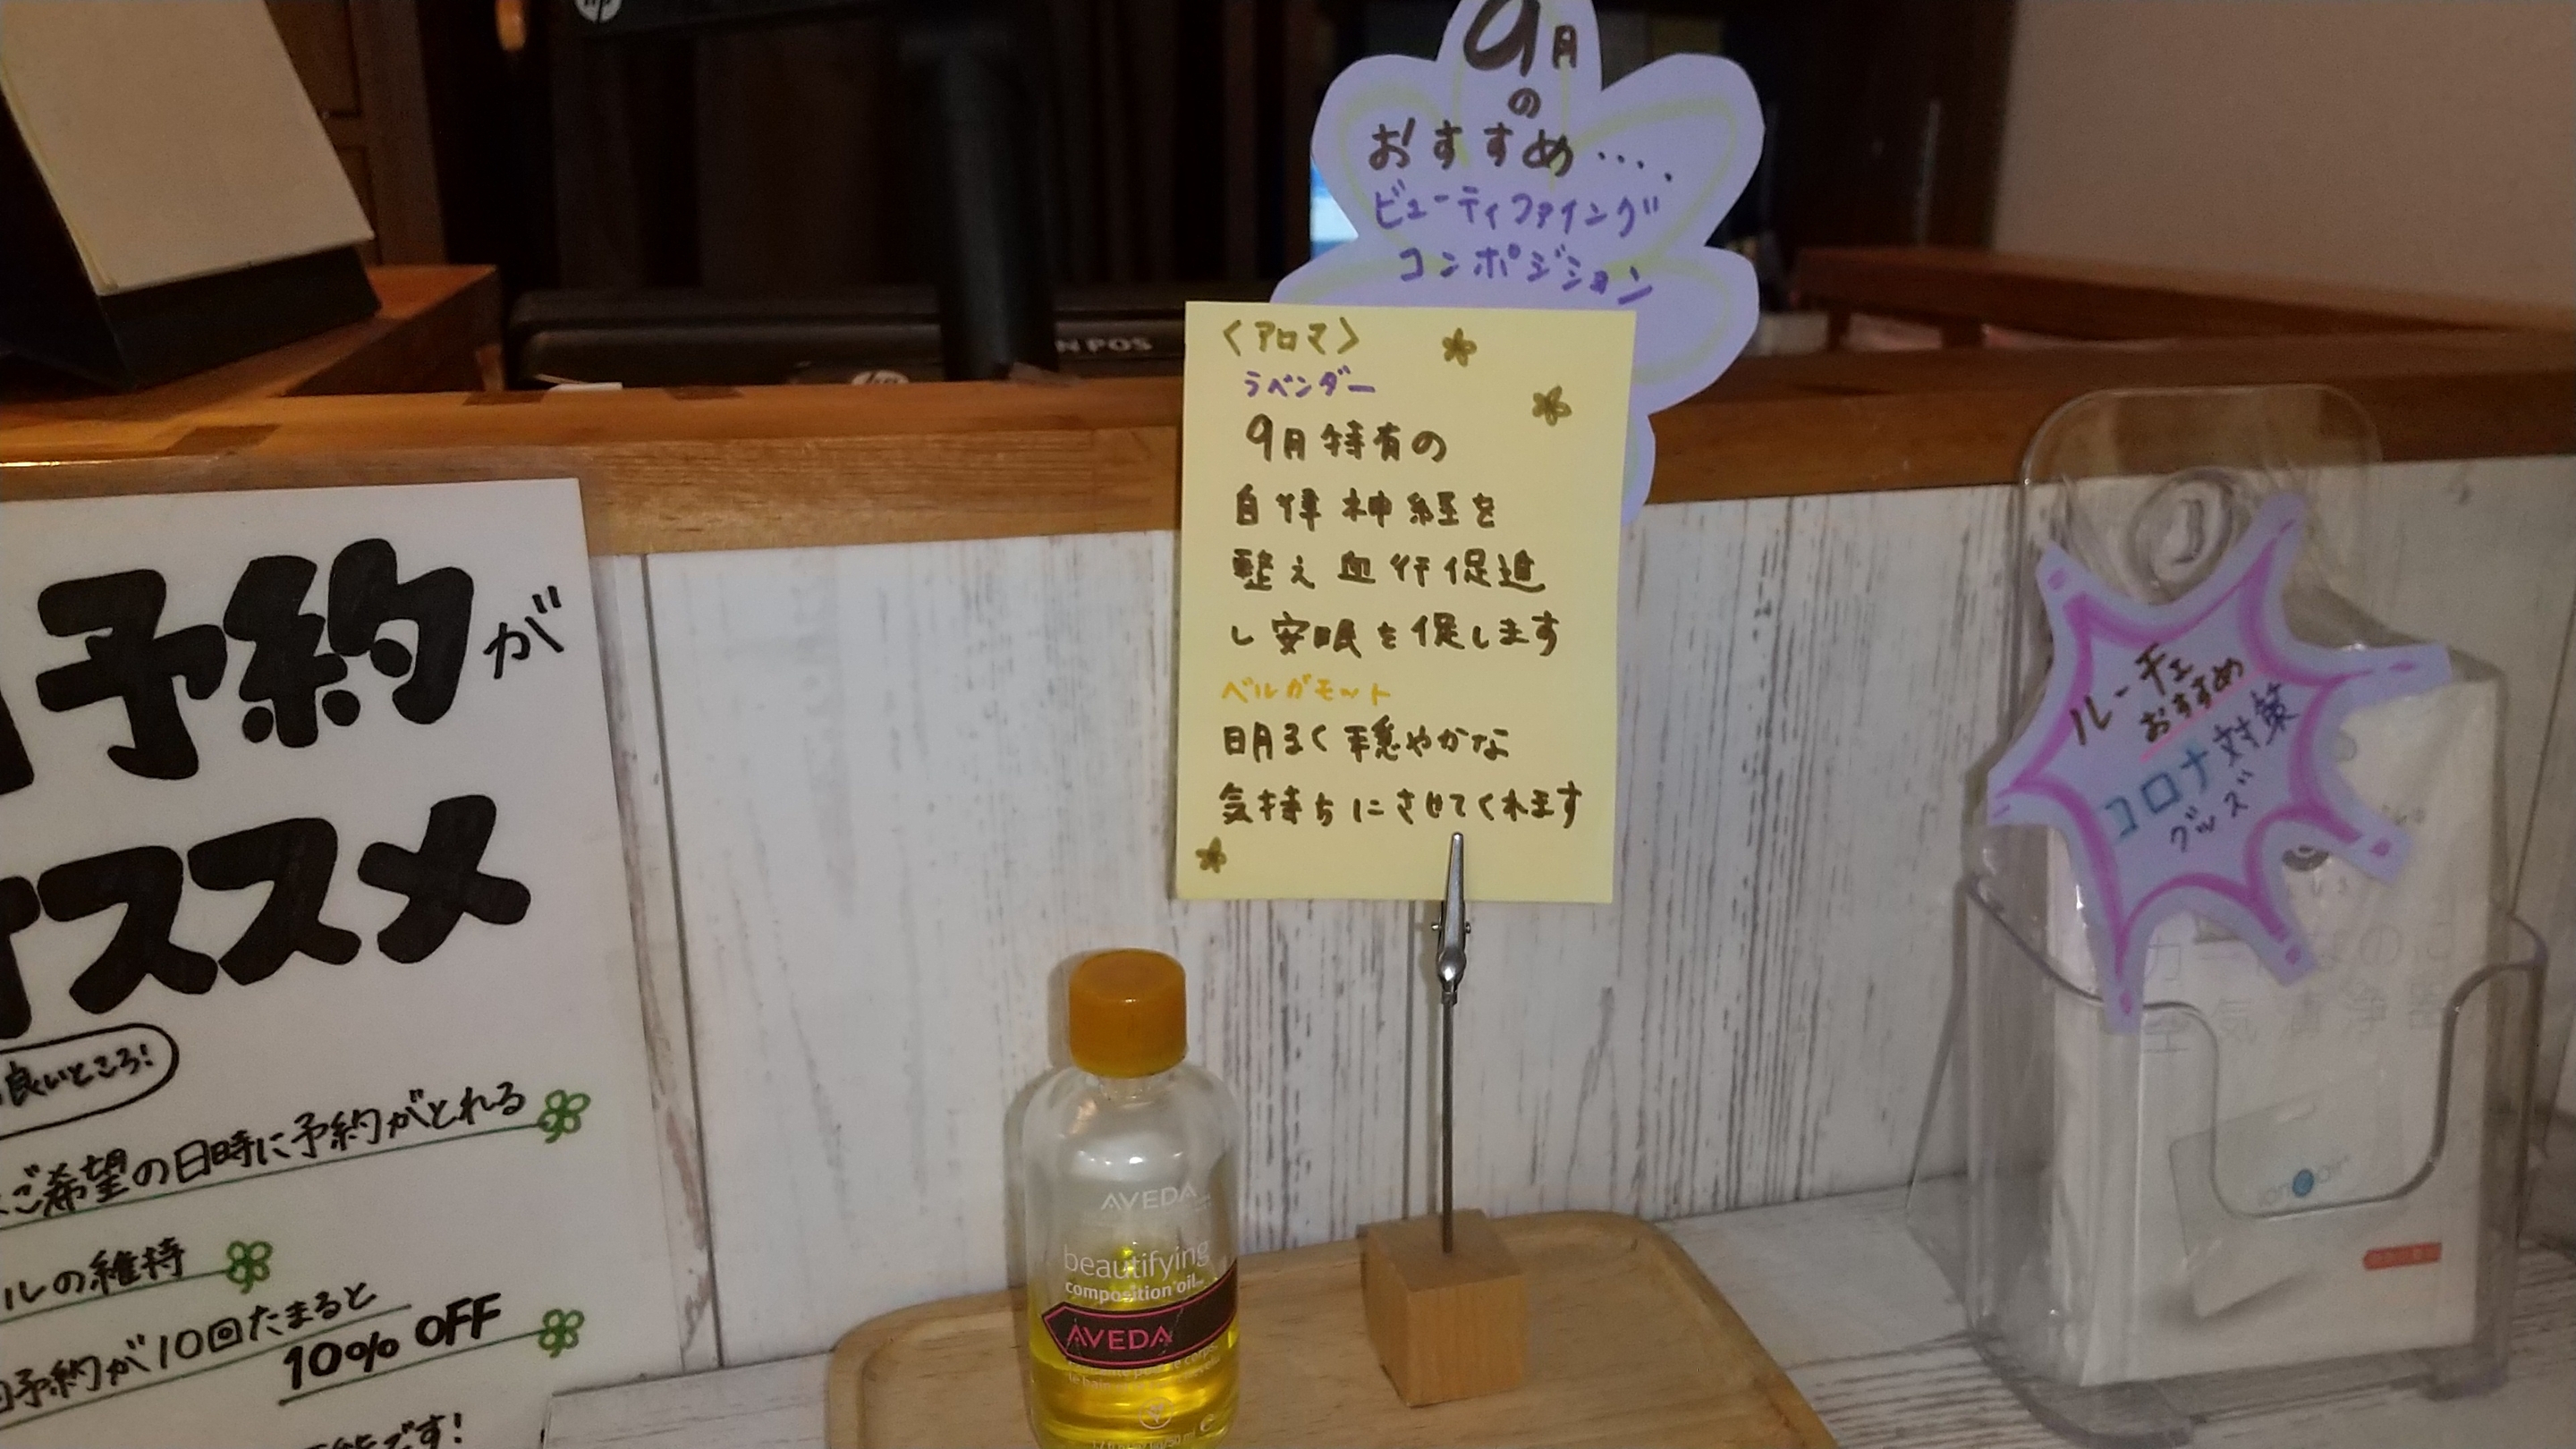 9月
の
おすすめ・・・.
ビューティファイング
コンポジション
〈アロマ〉
ラベンダー
9月特有の
自律神経を
整え血行促進
し安眠を促します
ベルガモット
明るく穏やかな
気持ちにさせてくれます
予約が
ススメ
良いところ!
ご希望の日時に予約がとれる
ルの維持
予約が10回たまると
10% OFF
です!
ルーチェ
おすすめ
コロナ対策
グッズ
AVEDA
beautifying
composition oil
AVEDA
N POS
hp